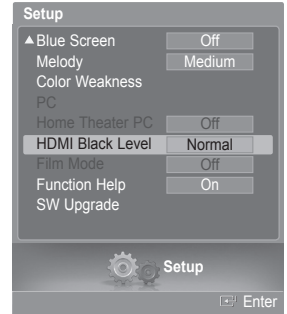 Setup
▲Blue Screen Off
Melody Medium
Color Weakness
PC
Home Theater PC Off
HDMI Black Level Normal
Film Mode Off
Function Help On
SW Upgrade
Setup
Enter